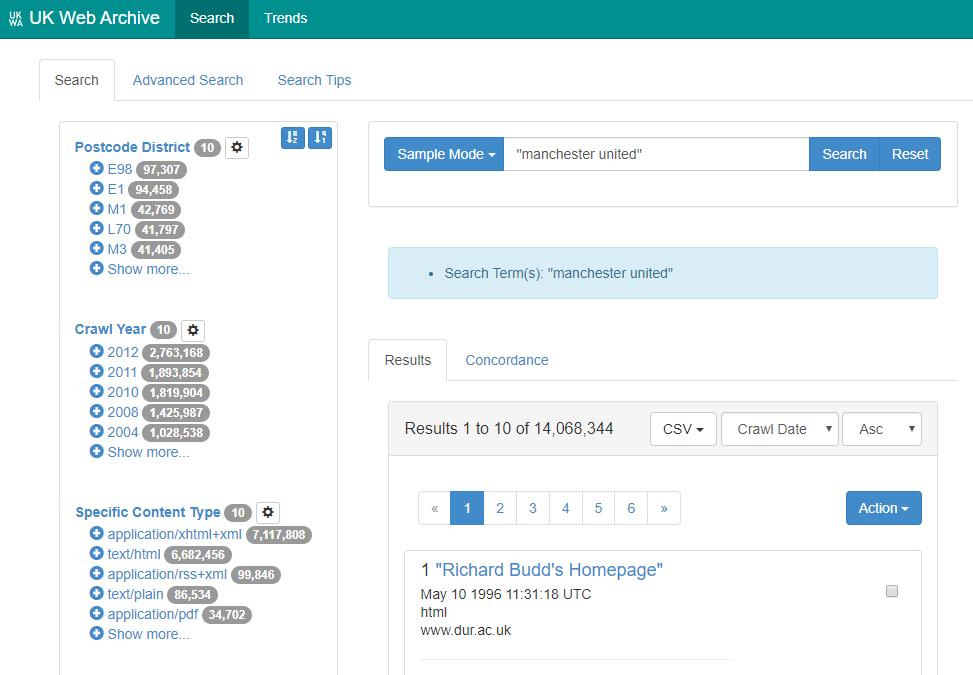 UK WA UK Web Archive Search Trends
Search Advanced Search Search Tips
Postcode District 10
E98 97,307
E1 94,458
M1 42,769
L70 41,797
M3 41,405
Show more...
Crawl Year 10
2012 2,763,168
2011 1,893,854
2010 1,819,904
2008 1,425,987
2004 1,028,538
Show more...
Specific Content Type 10
application/xhtml+xml 7,117,808
text/html 6,682,456
application/rss+xml 99,846
text/plain 86,534
application/pdf 34,702
Show more...
Sample Mode "manchester united" Search Reset
• Search Term(s): "manchester united"
Results Concordance
Results 1 to 10 of 14,068,344 CSV Crawl Date Asc
« 1 2 3 4 5 6 » Action
1 "Richard Budd's Homepage"
May 10 1996 11:31:18 UTC
html
www.dur.ac.uk